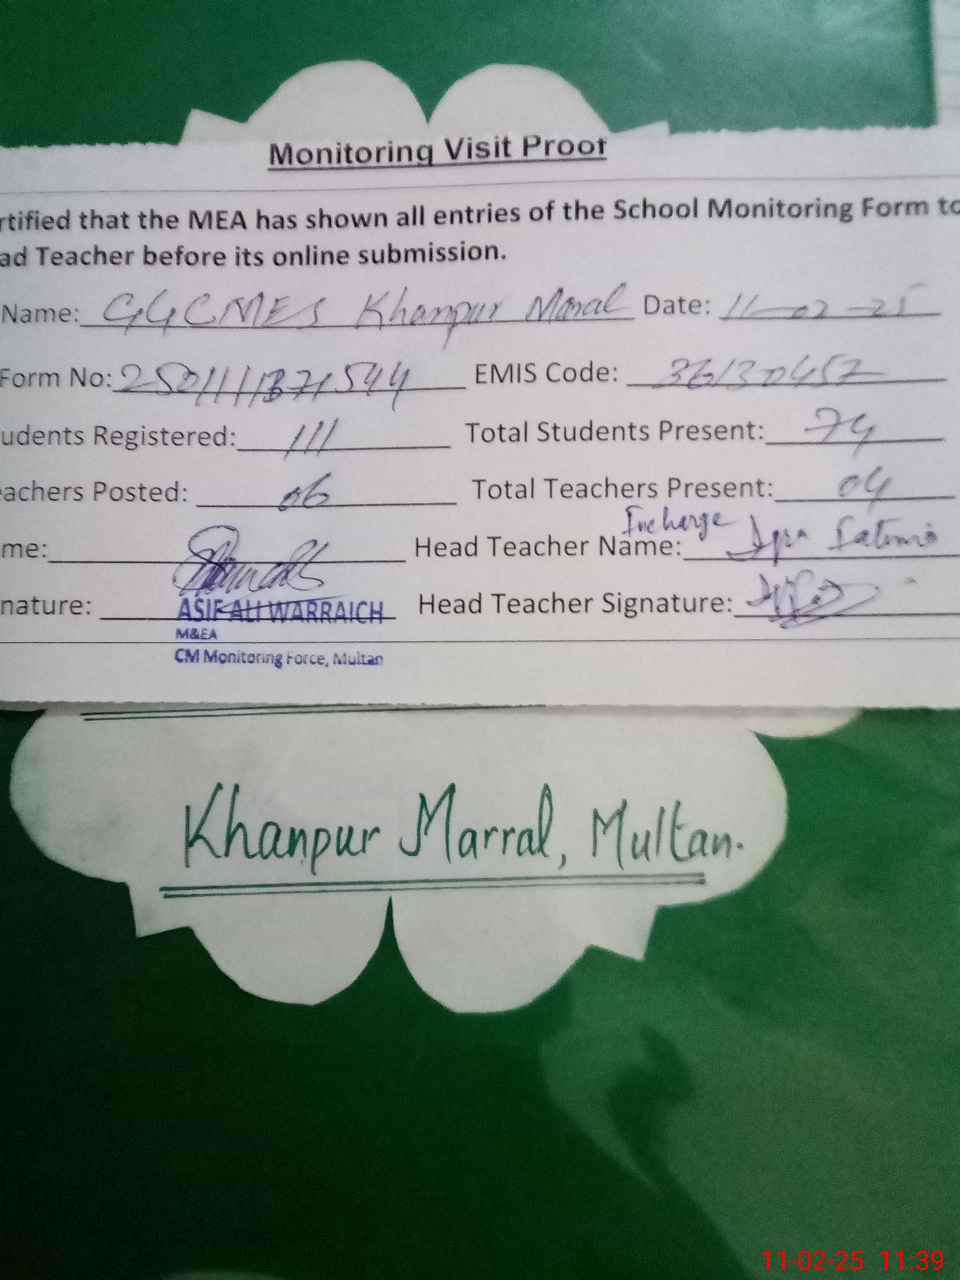 Monitoring Visit Proof
rtified that the MEA has shown all entries of the School Monitoring Form to
ad Teacher before its online submission.
Name: GGCMES Khanpur Maral Date: 11-02-25
Form No: EMIS Code: 36130457
udents Registered: 111 Total Students Present: 74
achers Posted: 06 Total Teachers Present: 04
Incharge
me: Head Teacher Name: Iqra Fatima
nature: Head Teacher Signature:
ASIF ALI WARRAICH
M&EA
CM Monitoring Force, Multan
Khanpur Marral, Multan.
11-02-25 11:39